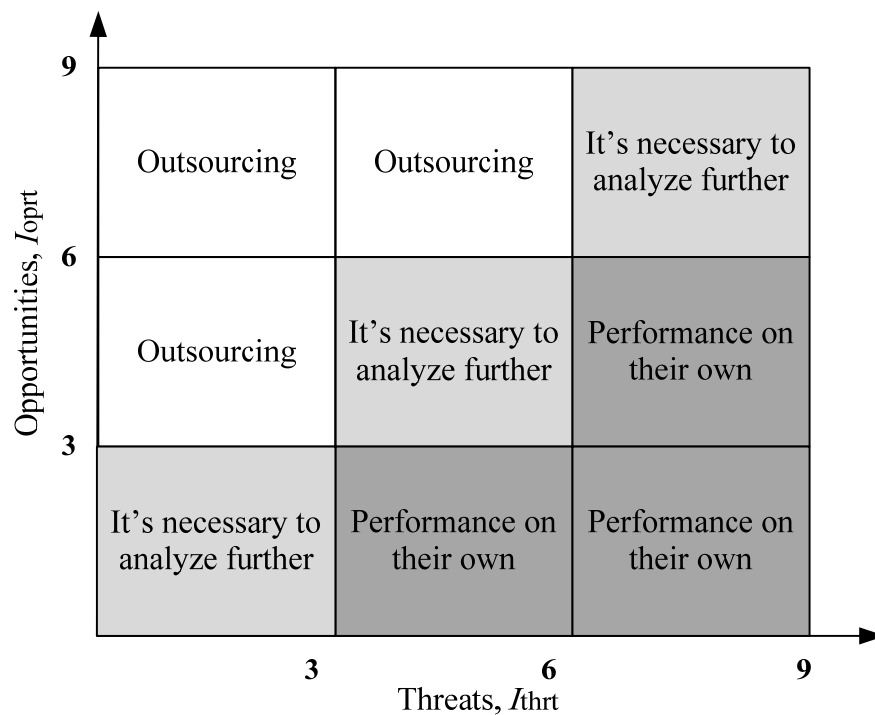 9
Outsourcing
Outsourcing
It’s necessary to
analyze further
Opportunities, Ioprt
6
Outsourcing
It’s necessary to
analyze further
Performance on
their own
3
It’s necessary to
analyze further
Performance on
their own
Performance on
their own
3
6
9
Threats, Ithrt